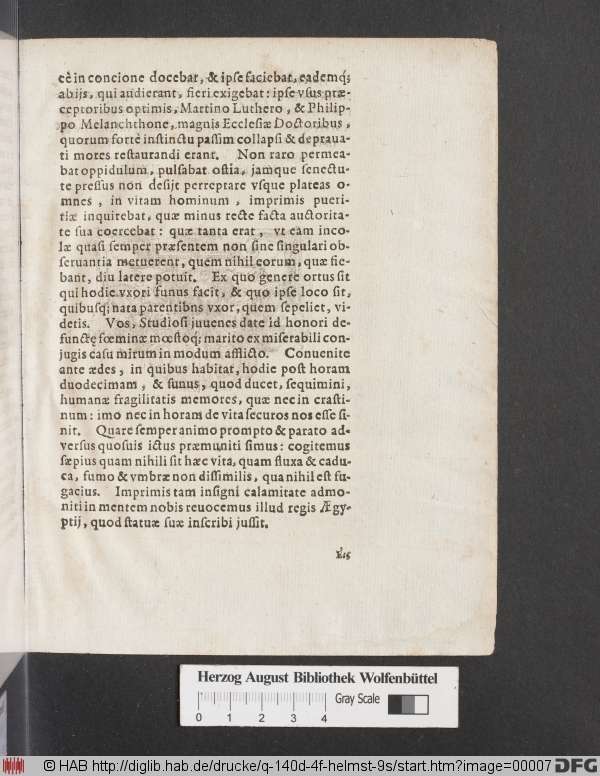 cè in concione docebat, & ipse faciebat, eademq́;
ab ijs, qui audierant, fieri exigebat: ipse vsus præ-
ceptoribus optimis, Martino Luthero, & Philip-
po Melanchthone, magnis Ecclesiæ Doctoribus,
quorum fortè instinctu passim collapsi & depraua-
ti mores restaurandi erant. Non raro permea-
bat oppidulum, pulsabat ostia, jamque senectu-
te pressus non desijt perreptare vsque plateas o-
mnes, in vitam hominum, imprimis pueri-
tiæ inquirebat, quæ minus recte facta auctorita-
te sua coercebat: quæ tanta erat, vt eam inco-
læ quasi semper præsentem non sine singulari ob-
seruantia metuerent, quem nihil eorum, quæ fie-
bant, diu latere potuit. Ex quo genere ortus sit
qui hodie vxori funus facit, & quo ipse loco sit,
quibusq; nata parentibns vxor, quem sepeliet, vi-
detis. Vos, Studiosi juuenes date id honori de-
functę fœminæ mœstoq́; marito ex miserabili con-
jugis casu mirum in modum afflicto. Conuenite
ante ædes, in quibus habitat, hodie post horam
duodecimam, & funus, quod ducet, sequimini,
humanæ fragilitatis memores, quæ nec in crasti-
num: imo nec in horam de vita securos nos esse si-
nit. Quare semper animo prompto & parato ad-
versus quosuis ictus præmuniti simus: cogitemus
sæpius quam nihili sit hæc vita, quam fluxa & cadu-
ca, fumo & vmbræ non dissimilis, qua nihil est fu-
gacius. Imprimis tam insigni calamitate admo-
niti in mentem nobis reuocemus illud regis Ægy-
ptij, quod statuæ suæ inscribi jussit.
Herzog August Bibliothek Wolfenbüttel
Gray Scale
0 1 2 3 4
© HAB http://diglib.hab.de/drucke/q-140d-4f-helmst-9s/start.htm?image=00007
DFG